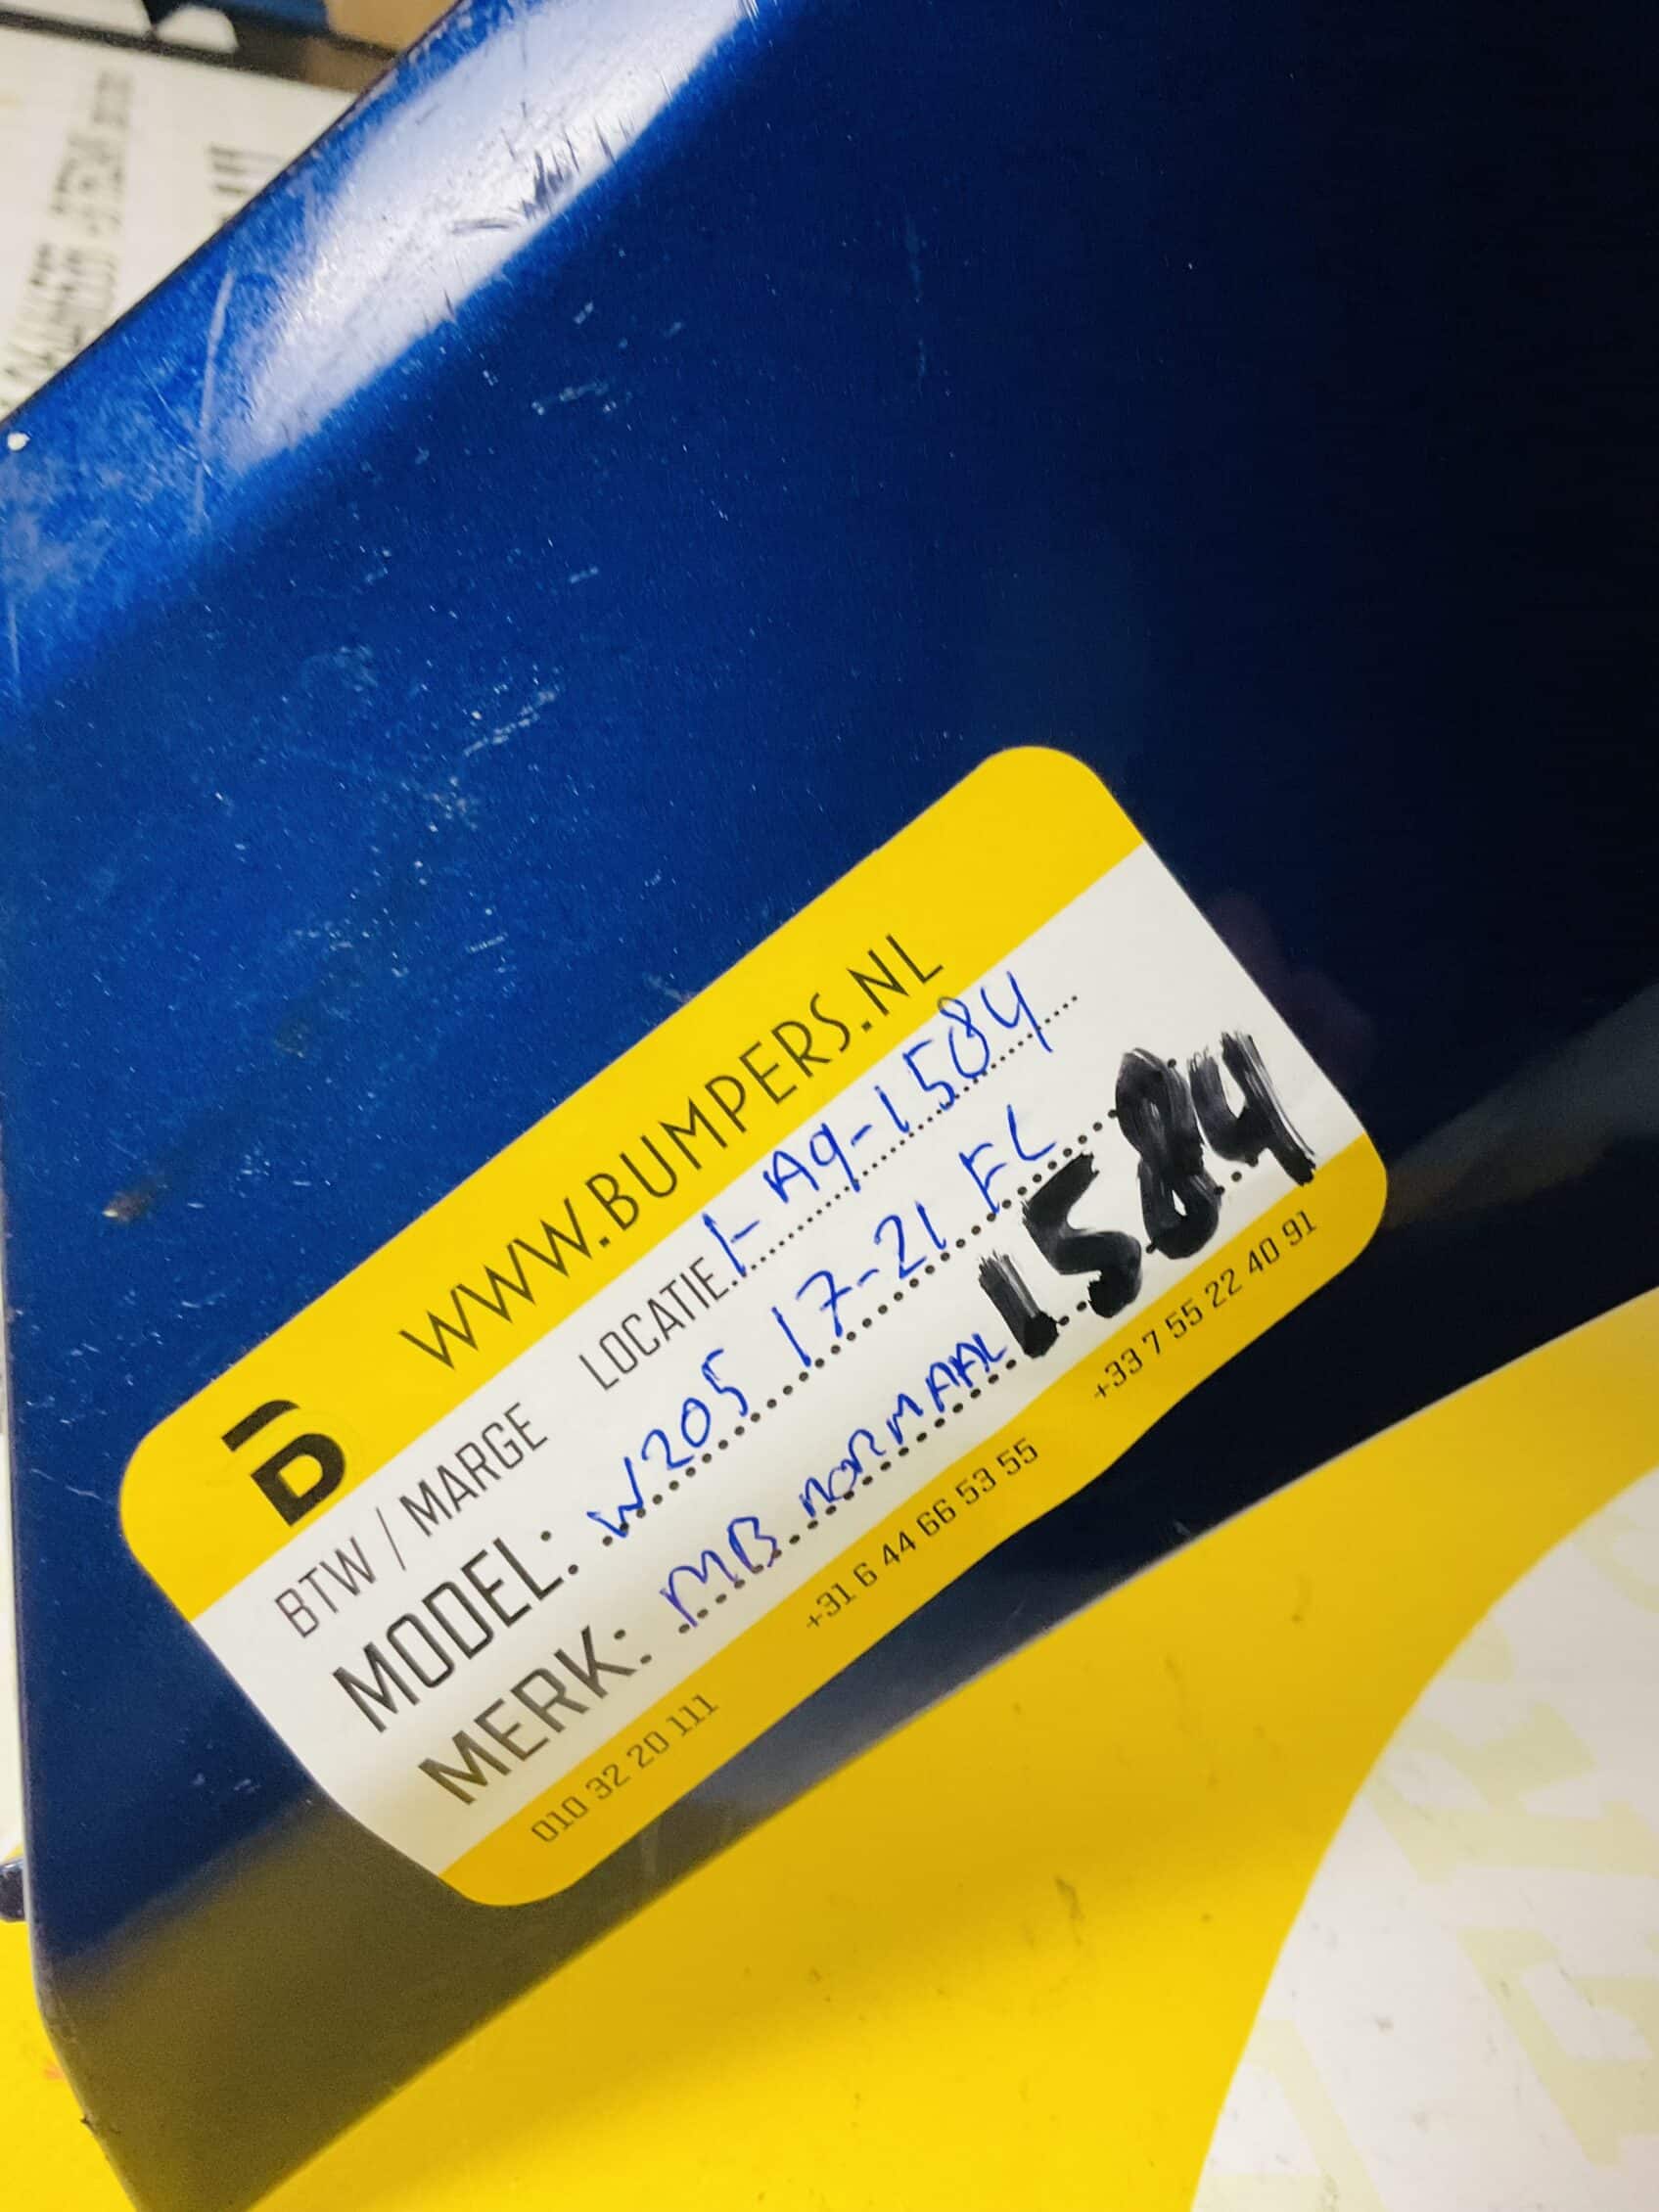 WWW.BUMPERS.NL
BTW / MARGE LOCATIE 1-A9-1584
MODEL: W205 17-21 FL
MERK: MB NORMAAL 1584
010 32 20 111 +31 6 44 66 53 55 +33 7 55 22 40 91